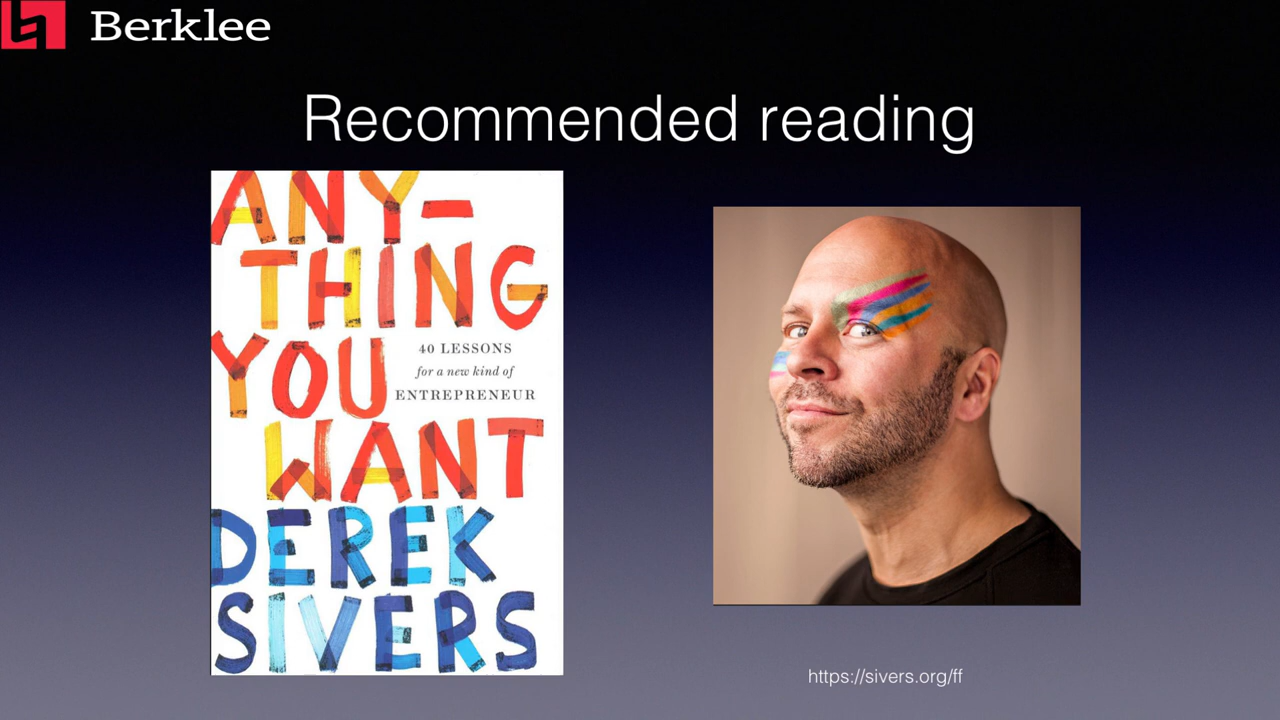 Berklee
Recommended reading
ANY-
THING
YOU
40 LESSONS
for a new kind of
ENTREPRENEUR
WANT
DEREK
SIVERS
https://sivers.org/ff